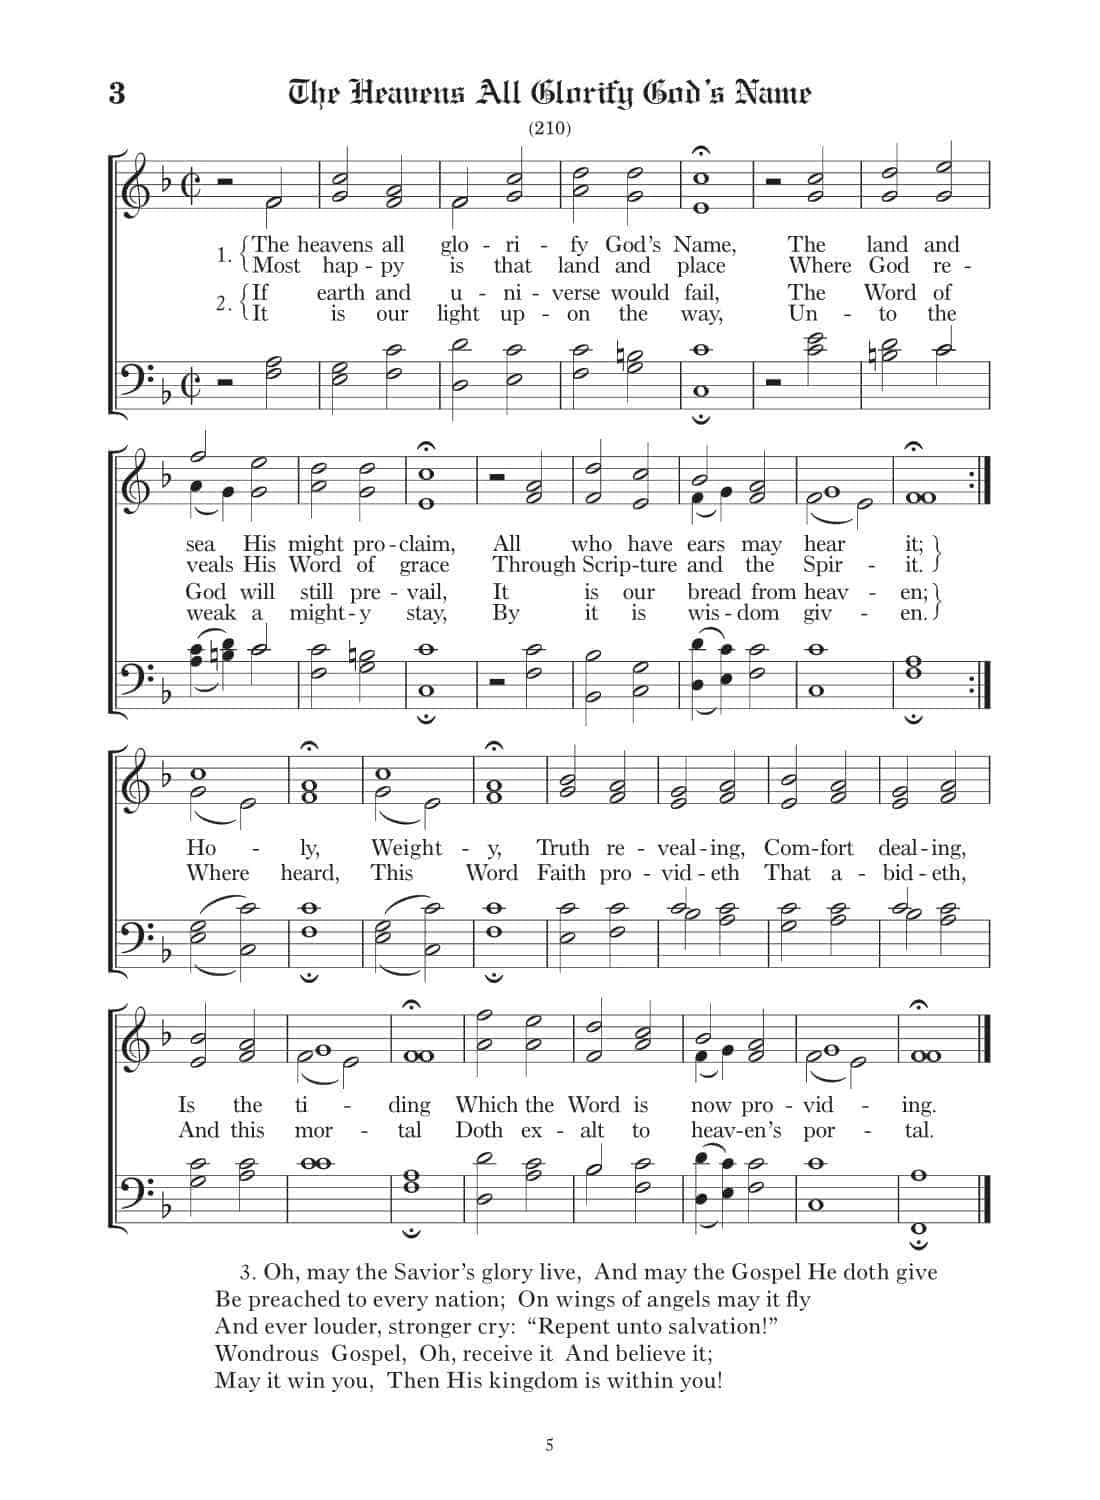 3 The Heavens All Glorify God's Name
(210)
1. {The heavens all glo - ri - fy God's Name, The land and
{Most hap - py is that land and place Where God re -
2. {If earth and u - ni - verse would fail, The Word of
{It is our light up - on the way, Un - to the
sea His might pro - claim, All who have ears may hear it; }
veals His Word of grace Through Scrip - ture and the Spir - it. }
God will still pre - vail, It is our bread from heav - en; }
weak a might - y stay, By it is wis - dom giv - en. }
Ho - ly, Weight - y, Truth re - veal - ing, Com - fort deal - ing,
Where heard, This Word Faith pro - vid - eth That a - bid - eth,
Is the ti - ding Which the Word is now pro - vid - ing.
And this mor - tal Doth ex - alt to heav - en's por - tal.
3. Oh, may the Savior's glory live, And may the Gospel He doth give
Be preached to every nation; On wings of angels may it fly
And ever louder, stronger cry: “Repent unto salvation!”
Wondrous Gospel, Oh, receive it And believe it;
May it win you, Then His kingdom is within you!
5